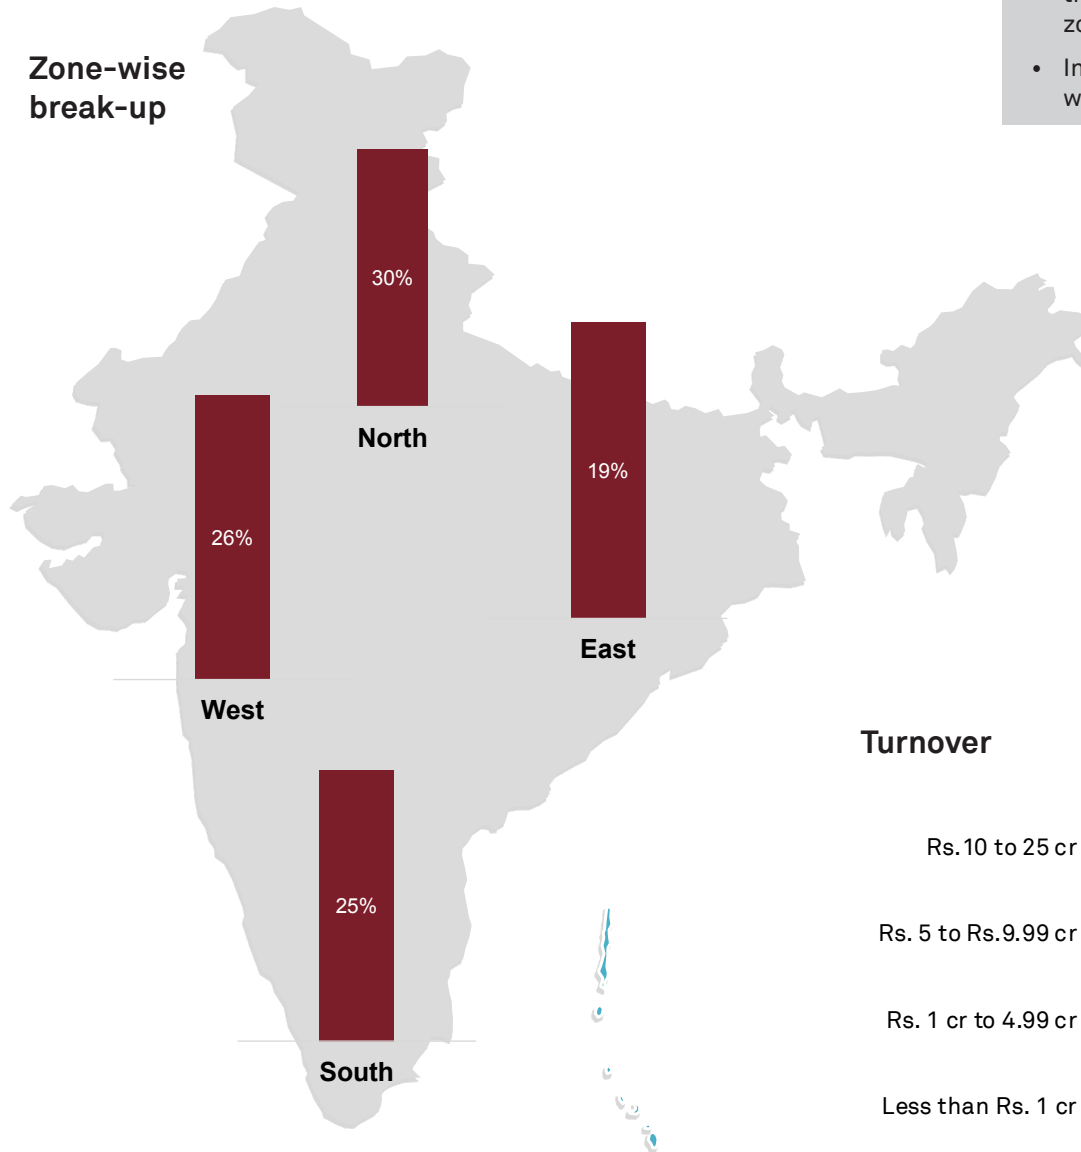 Zone-wise
break-up
•  In
30%
North
19%
East
26%
West
25%
South
Turnover
Rs.10 to 25 cr
Rs. 5 to Rs.9.99 cr
Rs. 1 cr to 4.99 cr
Less than Rs. 1 cr